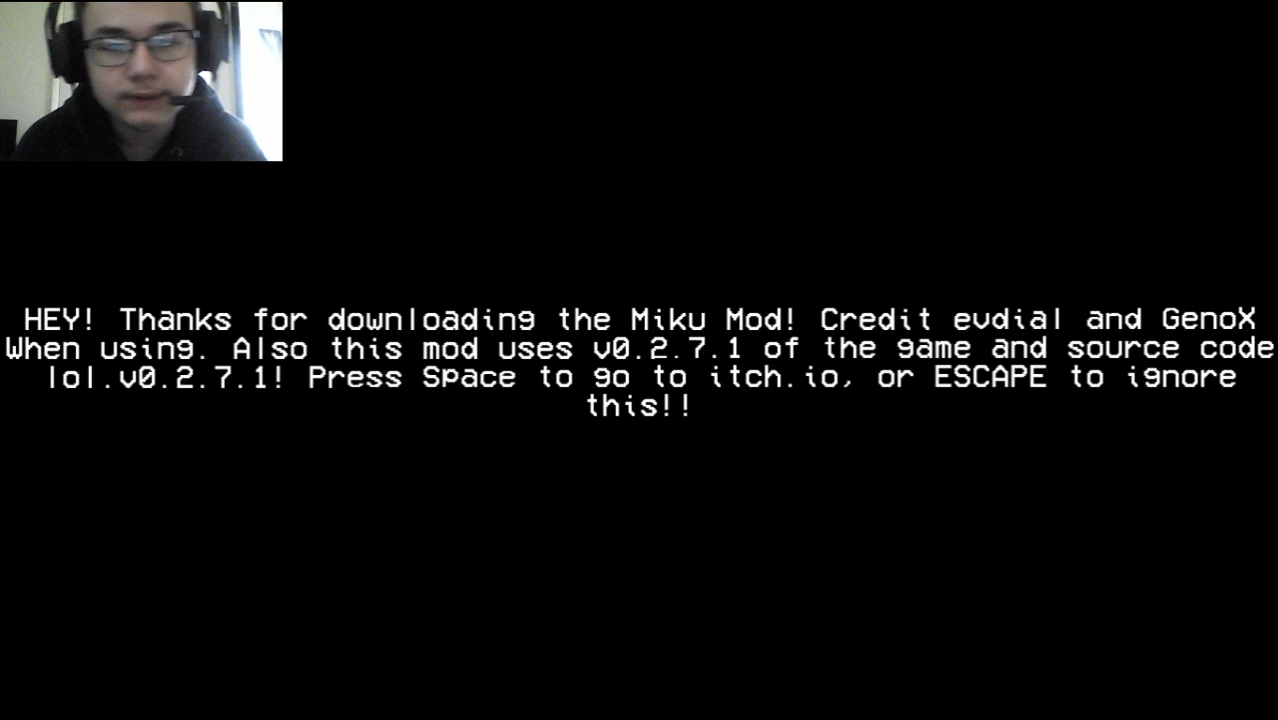 HEY! Thanks for downloading the Miku Mod! Credit evdial and GenoX
When using. Also this mod uses v0.2.7.1 of the game and source code
lol.v0.2.7.1! Press Space to go to itch.io, or ESCAPE to ignore
this!!